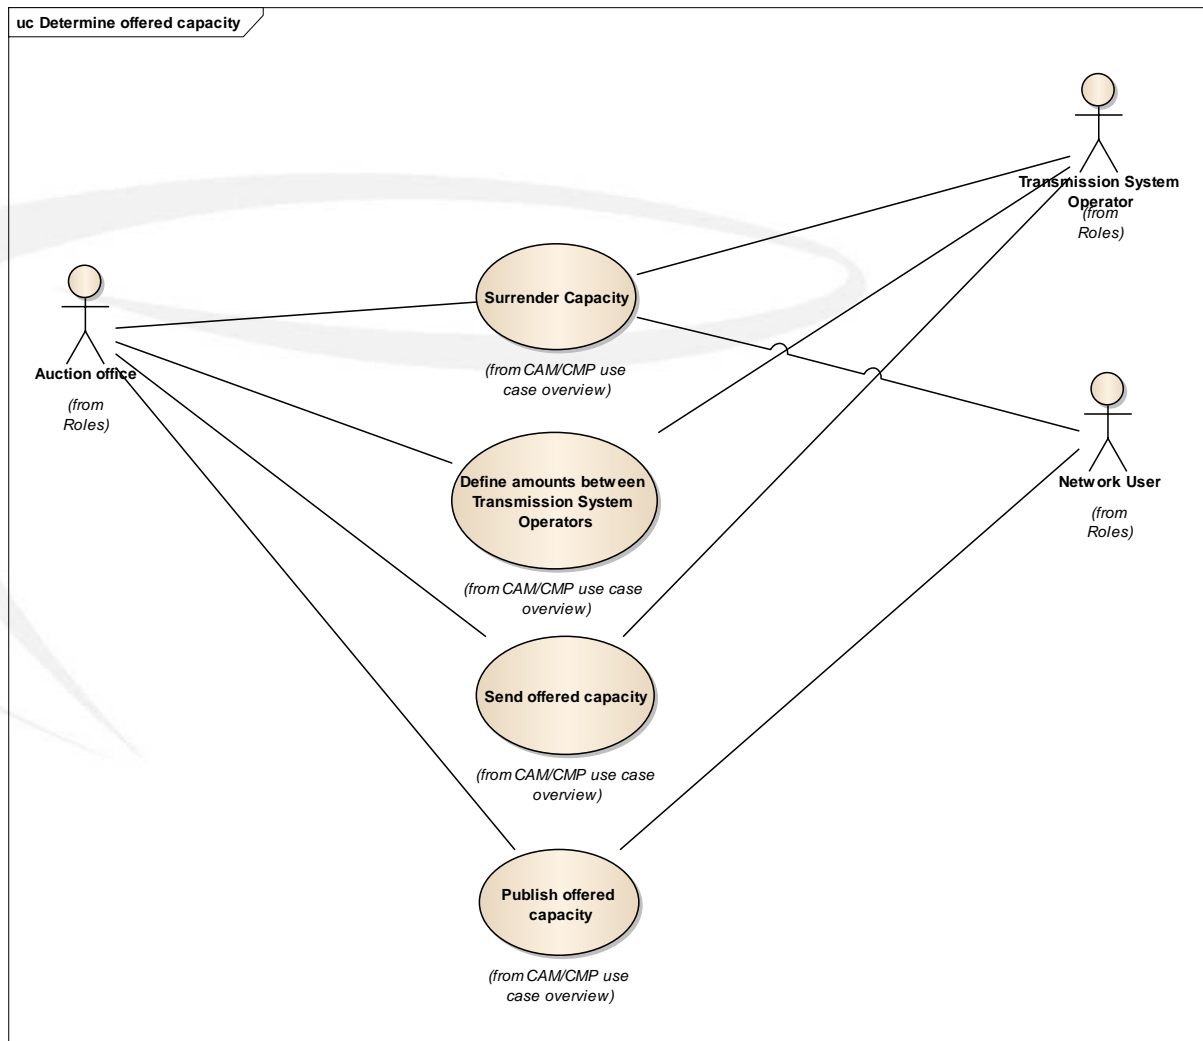 uc Determine offered capacity
Transmission System
Operator
(from
Roles)
Surrender Capacity
(from CAM/CMP use
case overview)
Auction office
(from
Roles)
Network User
(from
Roles)
Define amounts between
Transmission System
Operators
(from CAM/CMP use case
overview)
Send offered capacity
(from CAM/CMP use case
overview)
Publish offered
capacity
(from CAM/CMP use
case overview)